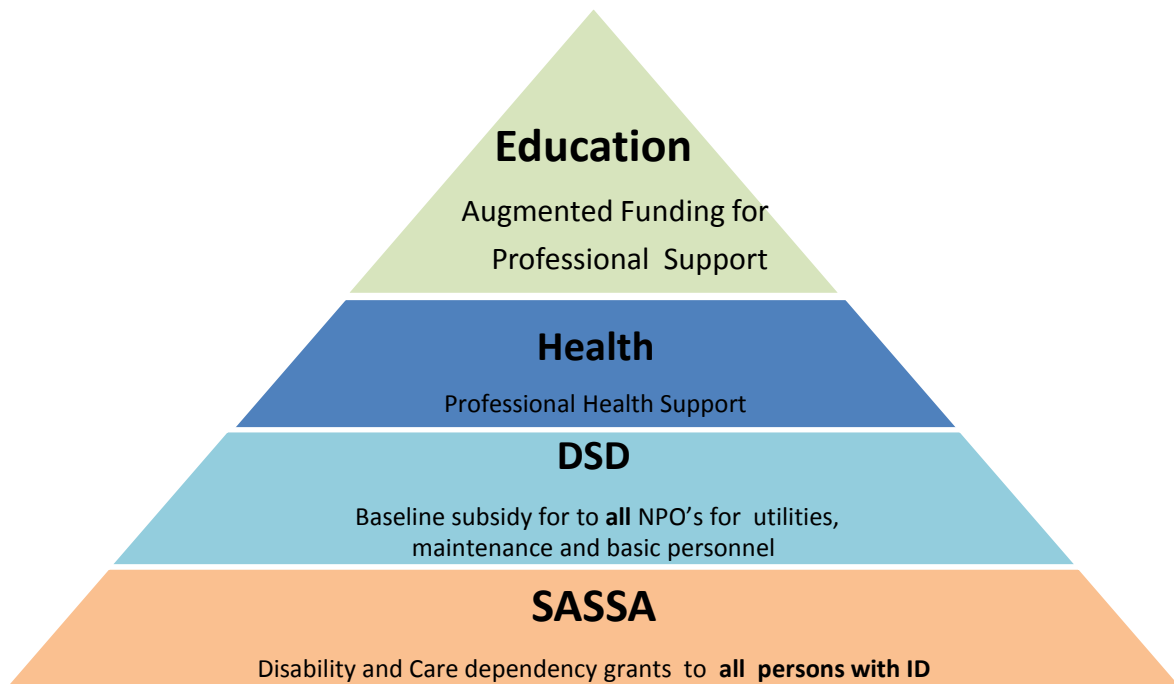 Education
Augmented Funding for
Professional Support
Health
Professional Health Support
DSD
Baseline subsidy for to all NPO's for utilities,
maintenance and basic personnel
SASSA
Disability and Care dependency grants to all persons with ID